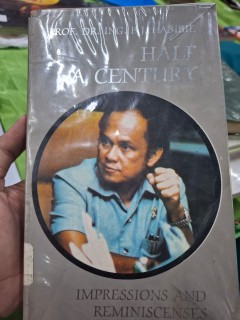 PROF. DR. ING. B.J. HABIBIE
HALF
A CENTURY
IMPRESSIONS AND
REMINISCENSES